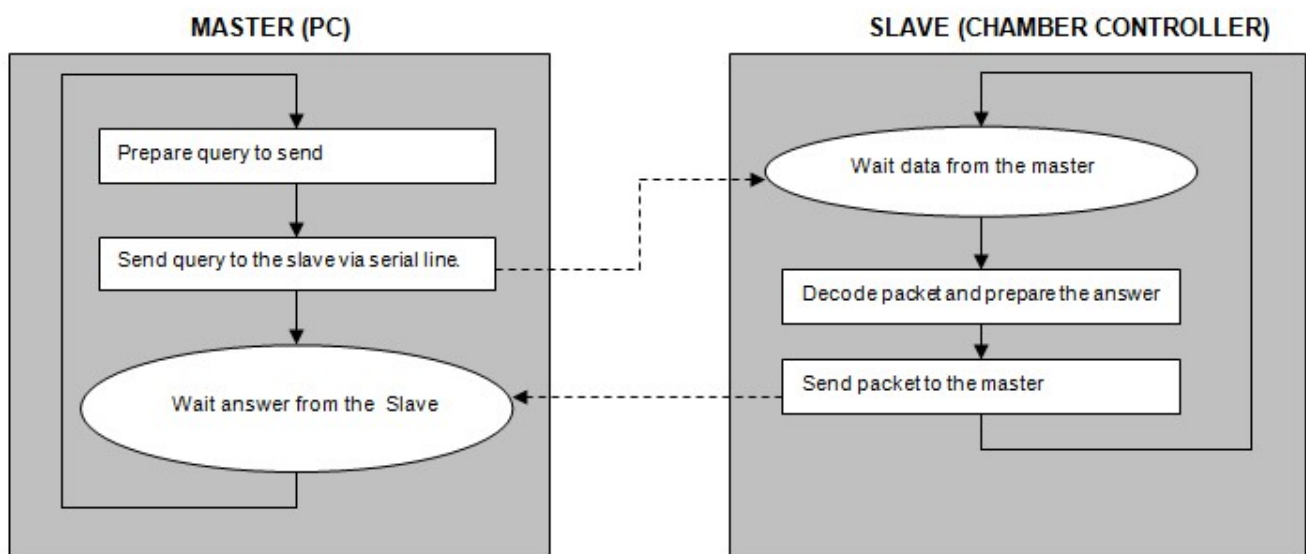 MASTER (PC)
Prepare query to send
Send query to the slave via serial line.
Wait answer from the Slave
SLAVE (CHAMBER CONTROLLER)
Wait data from the master
Decode packet and prepare the answer
Send packet to the master